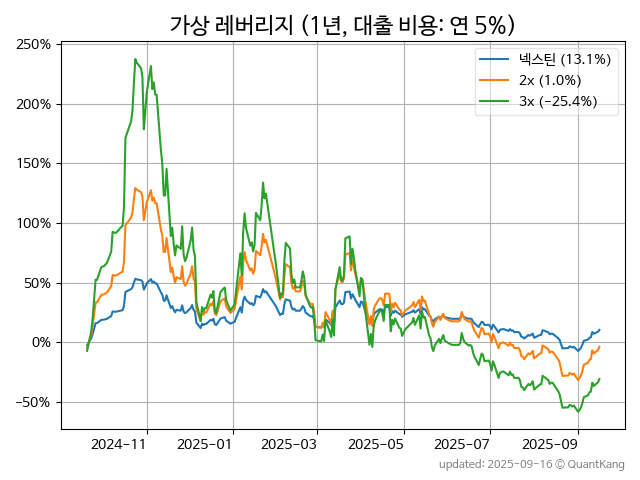 가상 레버리지 (1년, 대출 비용: 연 5%)
250%
200%
150%
100%
50%
0%
−50%
넥스틴 (13.1%)
2x (1.0%)
3x (−25.4%)
2024-11
2025-01
2025-03
2025-05
2025-07
2025-09
updated: 2025-09-16 © QuantKang